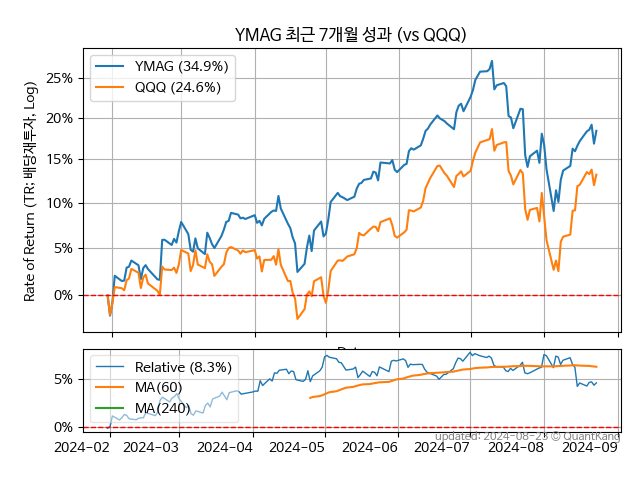 YMAG 최근 7개월 성과 (vs QQQ)
YMAG (34.9%)
QQQ (24.6%)
25%
20%
15%
10%
5%
0%
Rate of Return (TR: 배당재투자, Log)
Relative (8.3%)
MA(60)
MA(240)
5%
0%
updated: 2024-08-23 © QuantKang
2024-02
2024-03
2024-04
2024-05
2024-06
2024-07
2024-08
2024-09